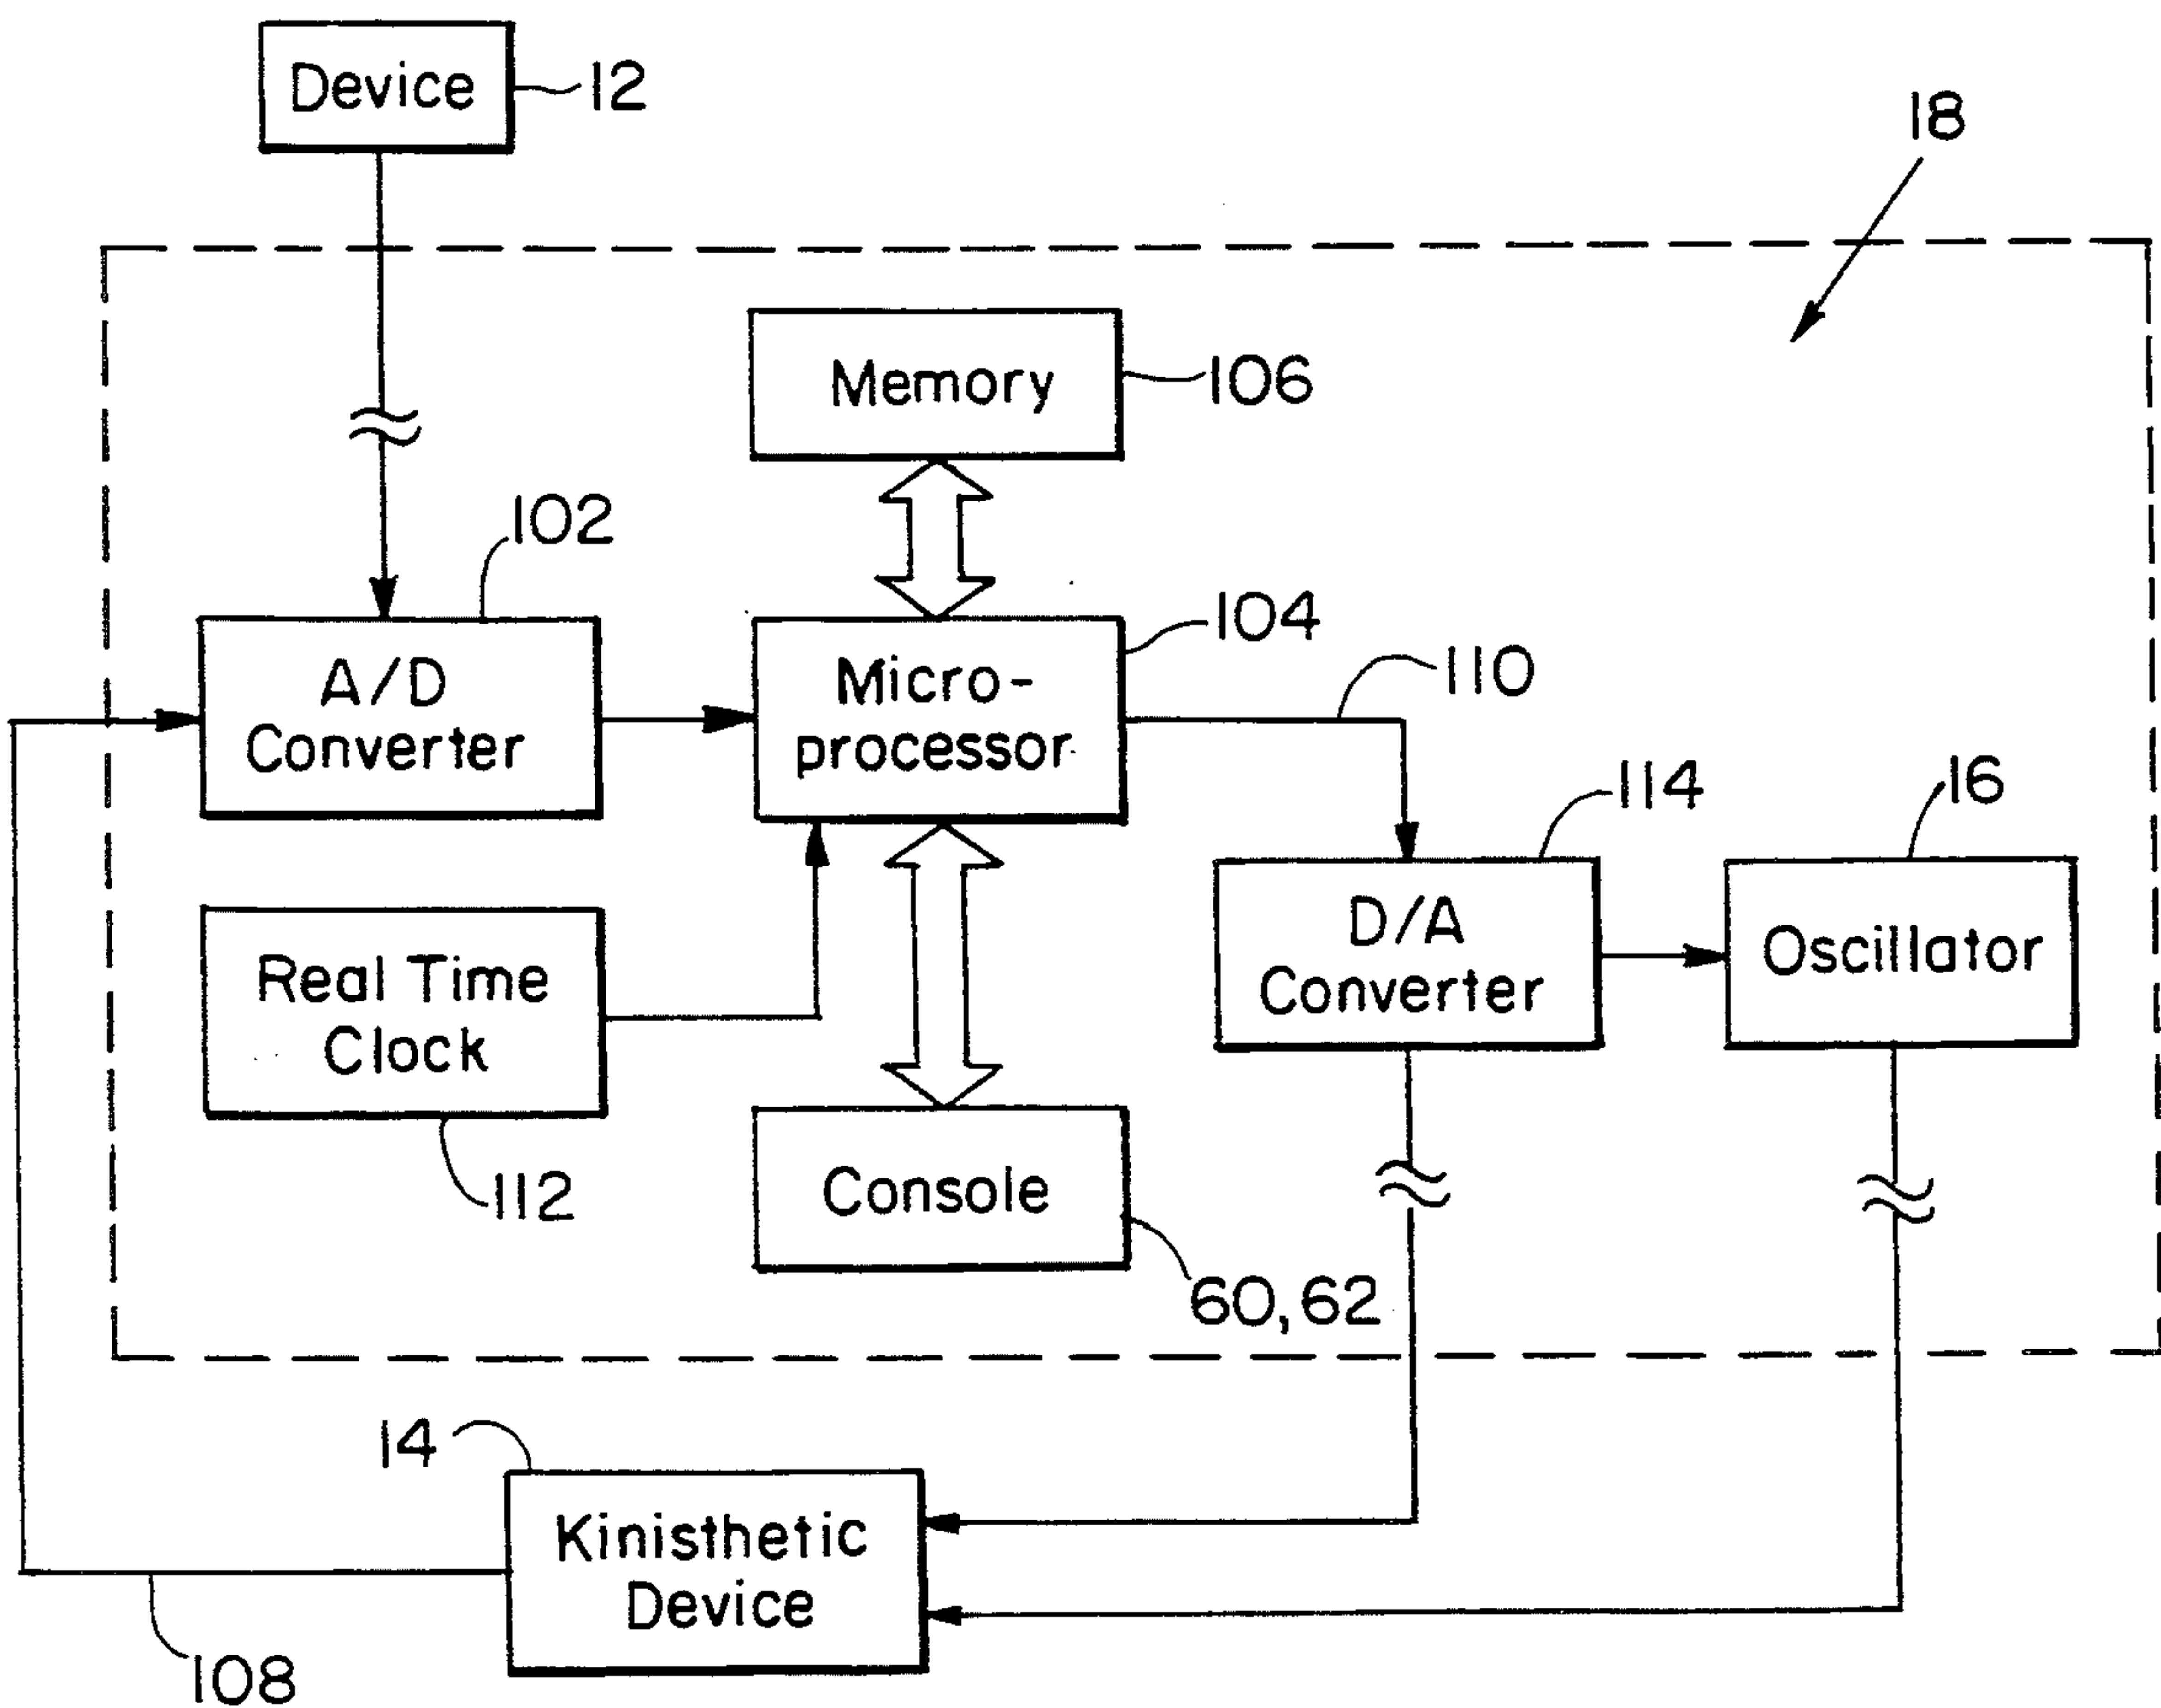 Device
12
18
Memory
106
102
104
A/D
Converter
Micro-
processor
110
114
16
Real Time
Clock
D/A
Converter
Oscillator
112
Console
60,62
14
Kinisthetic
Device
108